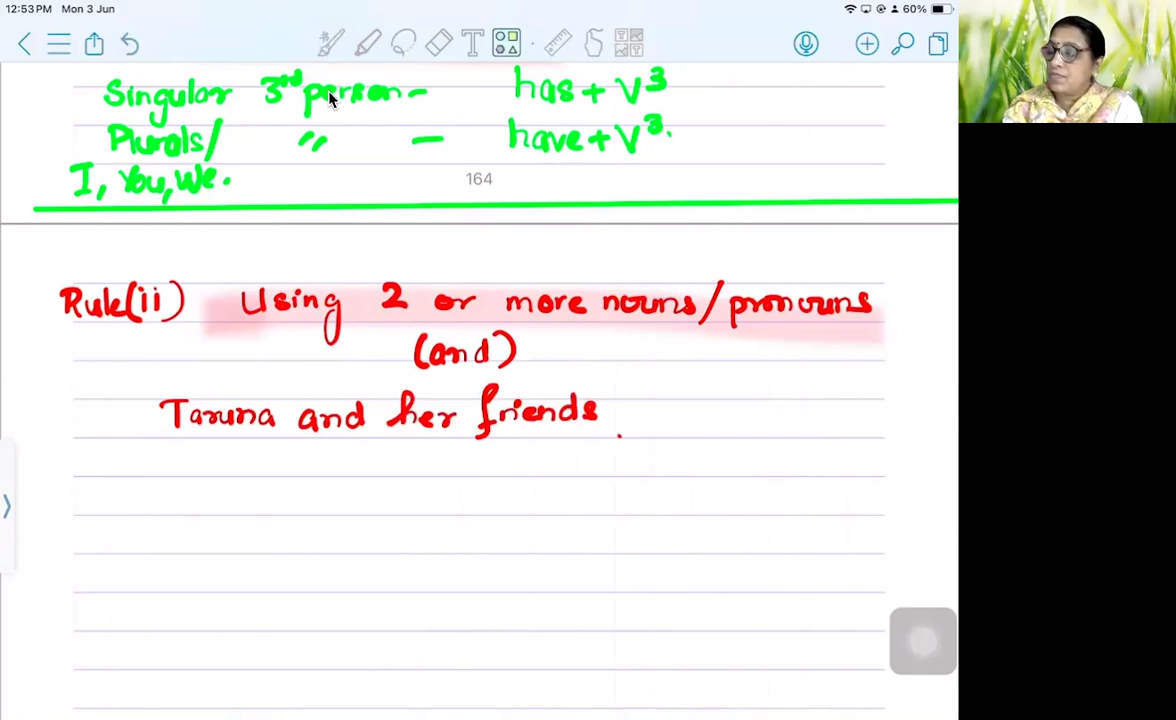 12:53 PM Mon 3 Jun
60%
Singular 3rd person - has + V3
Plurals/ " - have + V3.
I, You, We.
164
Rule(ii) Using 2 or more nouns/pronouns
(and)
Taruna and her friends